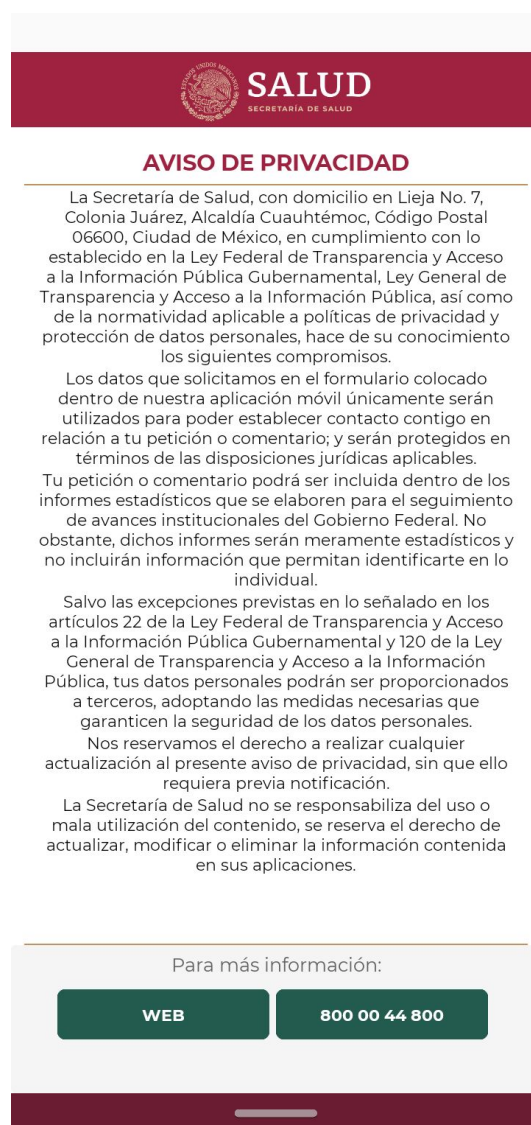 SALUD
SECRETARÍA DE SALUD
AVISO DE PRIVACIDAD
La Secretaría de Salud, con domicilio en Lieja No. 7,
Colonia Juárez, Alcaldía Cuauhtémoc, Código Postal
06600, Ciudad de México, en cumplimiento con lo
establecido en la Ley Federal de Transparencia y Acceso
a la Información Pública Gubernamental, Ley General de
Transparencia y Acceso a la Información Pública, así como
de la normatividad aplicable a políticas de privacidad y
protección de datos personales, hace de su conocimiento
los siguientes compromisos.
Los datos que solicitamos en el formulario colocado
dentro de nuestra aplicación móvil únicamente serán
utilizados para poder establecer contacto contigo en
relación a tu petición o comentario; y serán protegidos en
términos de las disposiciones jurídicas aplicables.
Tu petición o comentario podrá ser incluida dentro de los
informes estadísticos que se elaboren para el seguimiento
de avances institucionales del Gobierno Federal. No
obstante, dichos informes serán meramente estadísticos y
no incluirán información que permitan identificarte en lo
individual.
Salvo las excepciones previstas en lo señalado en los
artículos 22 de la Ley Federal de Transparencia y Acceso
a la Información Pública Gubernamental y 120 de la Ley
General de Transparencia y Acceso a la Información
Pública, tus datos personales podrán ser proporcionados
a terceros, adoptando las medidas necesarias que
garanticen la seguridad de los datos personales.
Nos reservamos el derecho a realizar cualquier
actualización al presente aviso de privacidad, sin que ello
requiera previa notificación.
La Secretaría de Salud no se responsabiliza del uso o
mala utilización del contenido, se reserva el derecho de
actualizar, modificar o eliminar la información contenida
en sus aplicaciones.
Para más información:
WEB
800 00 44 800